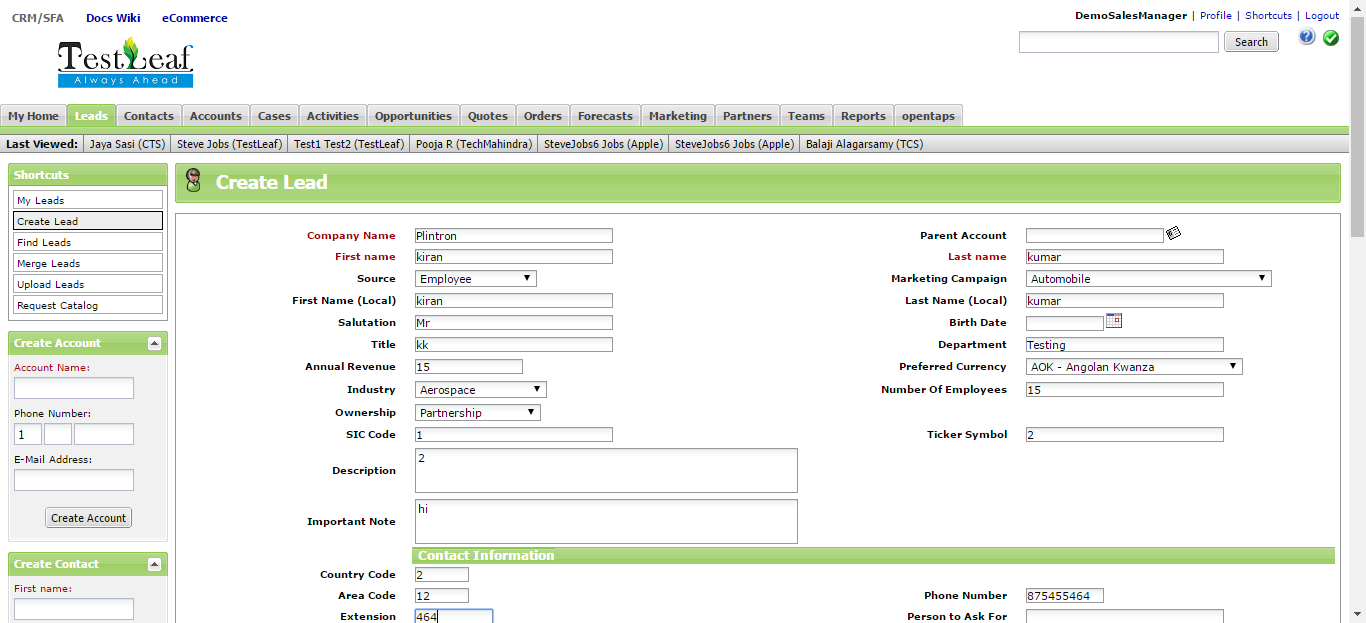 CRM/SFA Docs Wiki eCommerce
DemoSalesManager | Profile | Shortcuts | Logout
TestLeaf
Always Ahead
Search
My Home Leads Contacts Accounts Cases Activities Opportunities Quotes Orders Forecasts Marketing Partners Teams Reports opentaps
Last Viewed: Jaya Sasi (CTS) Steve Jobs (TestLeaf) Test1 Test2 (TestLeaf) Pooja R (TechMahindra) SteveJobs6 Jobs (Apple) SteveJobs6 Jobs (Apple) Balaji Alagarsamy (TCS)
Shortcuts
My Leads
Create Lead
Find Leads
Merge Leads
Upload Leads
Request Catalog
Create Account
Account Name:
Phone Number:
1
E-Mail Address:
Create Account
Create Contact
First name:
Create Lead
Company Name Plintron Parent Account
First name kiran Last name kumar
Source Employee Marketing Campaign Automobile
First Name (Local) kiran Last Name (Local) kumar
Salutation Mr Birth Date
Title kk Department Testing
Annual Revenue 15 Preferred Currency AOK - Angolan Kwanza
Industry Aerospace Number Of Employees 15
Ownership Partnership
SIC Code 1 Ticker Symbol 2
Description 2
Important Note hi
Contact Information
Country Code 2
Area Code 12 Phone Number 875455464
Extension 464 Person to Ask For